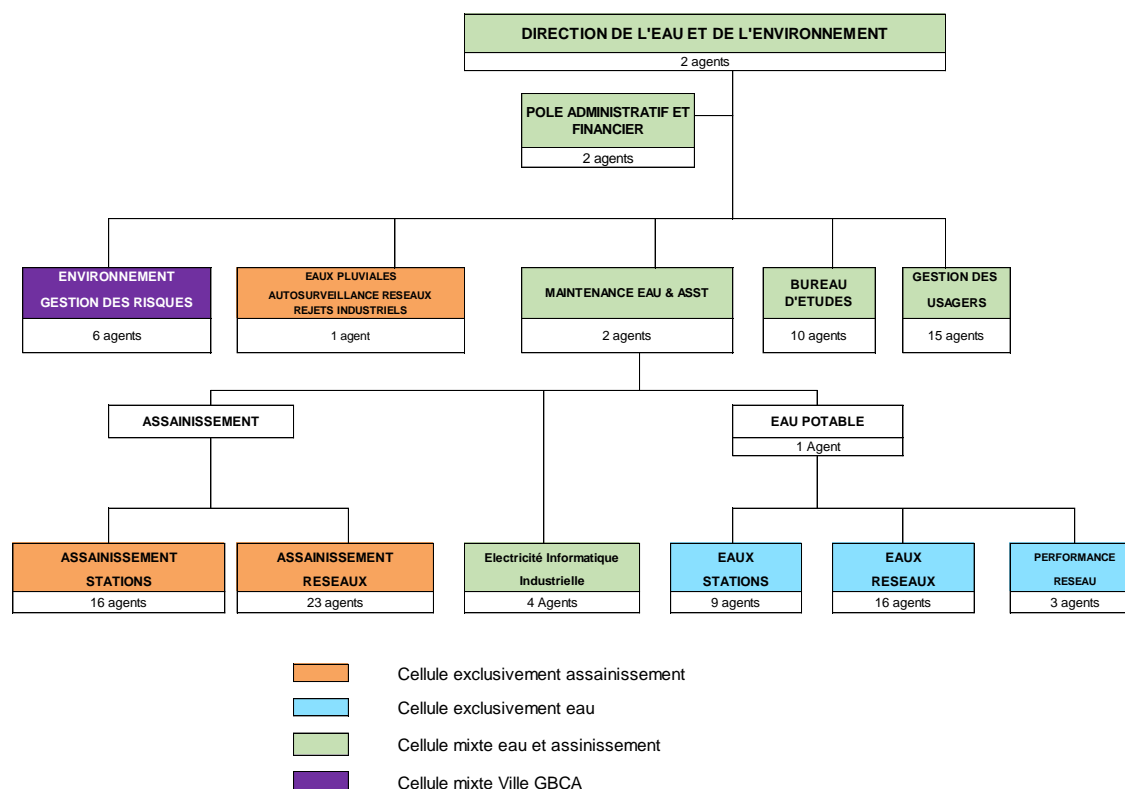 DIRECTION DE L'EAU ET DE L'ENVIRONNEMENT
2 agents
POLE ADMINISTRATIF ET
FINANCIER
2 agents
ENVIRONNEMENT
GESTION DES RISQUES
6 agents
EAUX PLUVIALES
AUTOSURVEILLANCE RESEAUX
REJETS INDUSTRIELS
1 agent
MAINTENANCE EAU & ASST
2 agents
BUREAU
D'ETUDES
10 agents
GESTION DES
USAGERS
15 agents
ASSAINISSEMENT
EAU POTABLE
1 Agent
ASSAINISSEMENT
STATIONS
16 agents
ASSAINISSEMENT
RESEAUX
23 agents
Electricité Informatique
Industrielle
4 Agents
EAUX
STATIONS
9 agents
EAUX
RESEAUX
16 agents
PERFORMANCE
RESEAU
3 agents
Cellule exclusivement assainissement
Cellule exclusivement eau
Cellule mixte eau et assinissement
Cellule mixte Ville GBCA